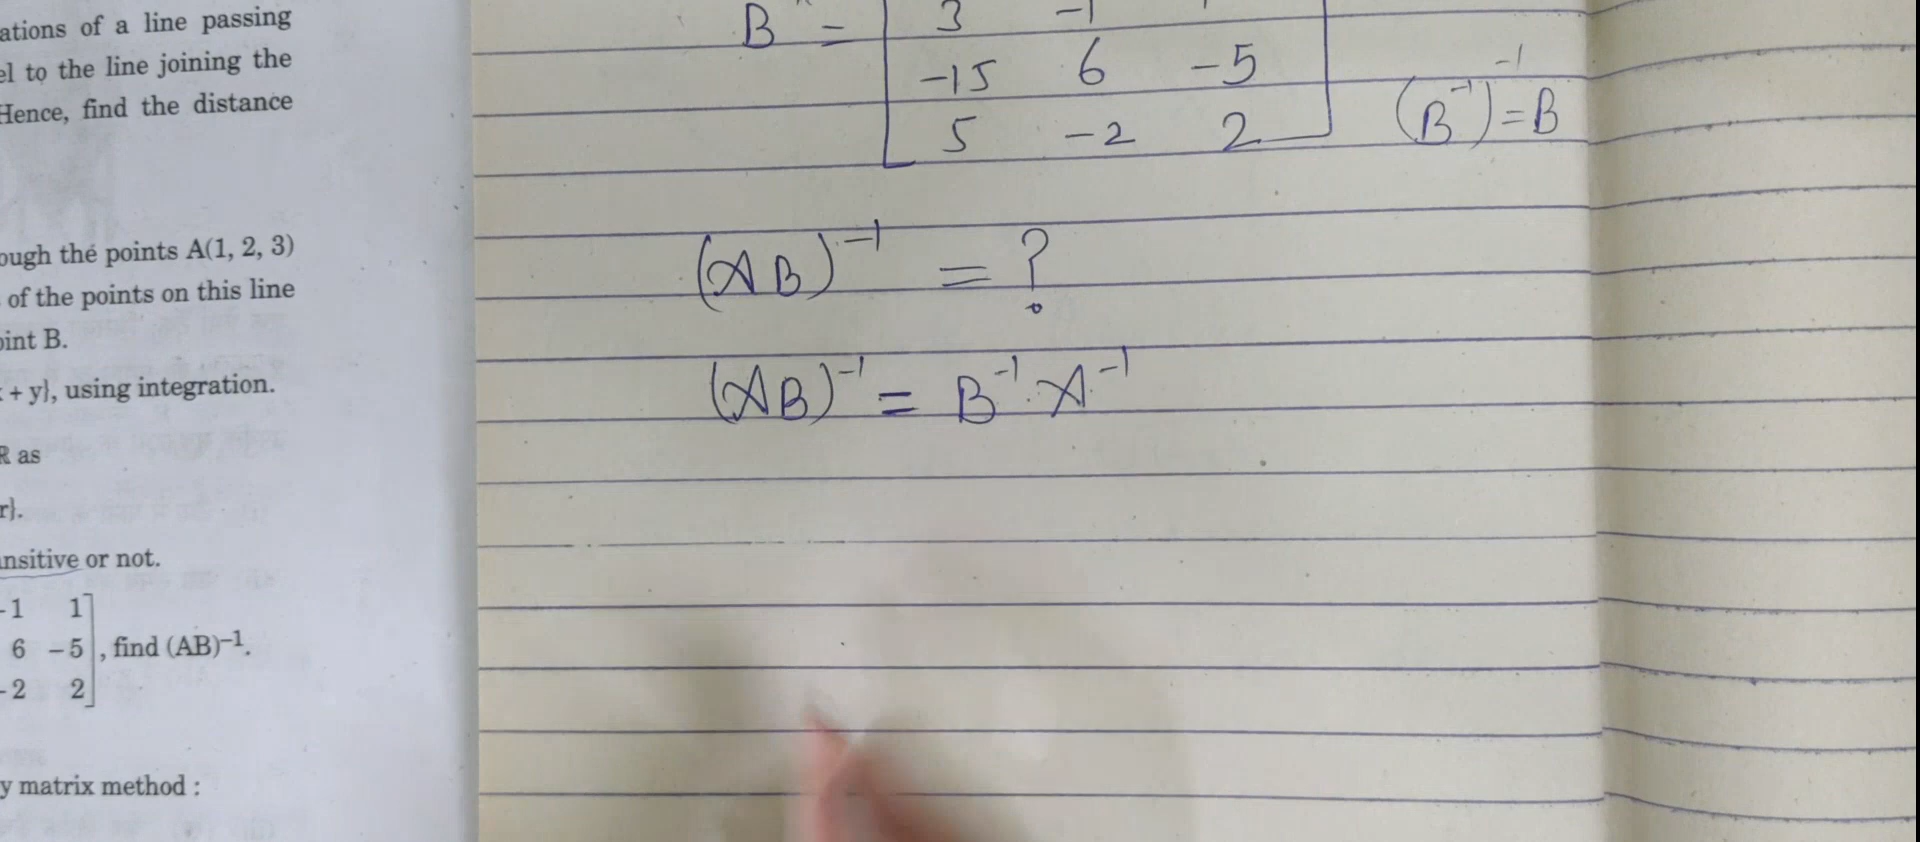 ations of a line passing
el to the line joining the
Hence, find the distance
ough the points A(1, 2, 3)
of the points on this line
oint B.
+ y}, using integration.
R as
r}.
nsitive or not.
-1 1
6 -5 , find (AB)⁻¹.
-2 2
y matrix method :
B = 3 -1
-15 6 -5
5 -2 2
(B⁻¹)⁻¹ = B
(AB)⁻¹ = ?
(AB)⁻¹ = B⁻¹ · A⁻¹